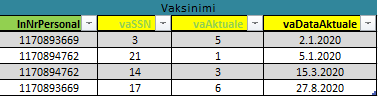 Vaksinimi
InNrPersonal vaSSN vaAktuale vaDataAktuale
1170893669 3 5 2.1.2020
1170894762 21 1 5.1.2020
1170894762 14 3 15.3.2020
1170893669 17 6 27.8.2020